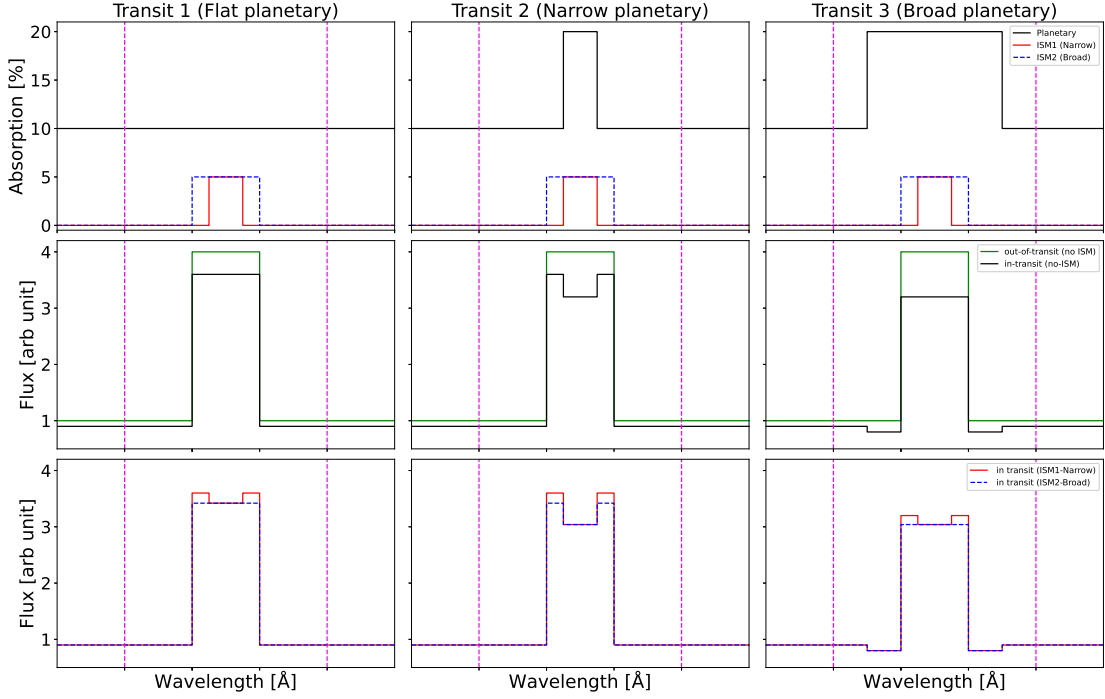 Transit 1 (Flat planetary)
Transit 2 (Narrow planetary)
Transit 3 (Broad planetary)
Absorption [%]
20
15
10
5
0
Planetary
ISM1 (Narrow)
ISM2 (Broad)
Flux [arb unit]
4
3
2
1
out-of-transit (no ISM)
in-transit (no-ISM)
Flux [arb unit]
4
3
2
1
in transit (ISM1-Narrow)
in transit (ISM2-Broad)
Wavelength [Å]
Wavelength [Å]
Wavelength [Å]